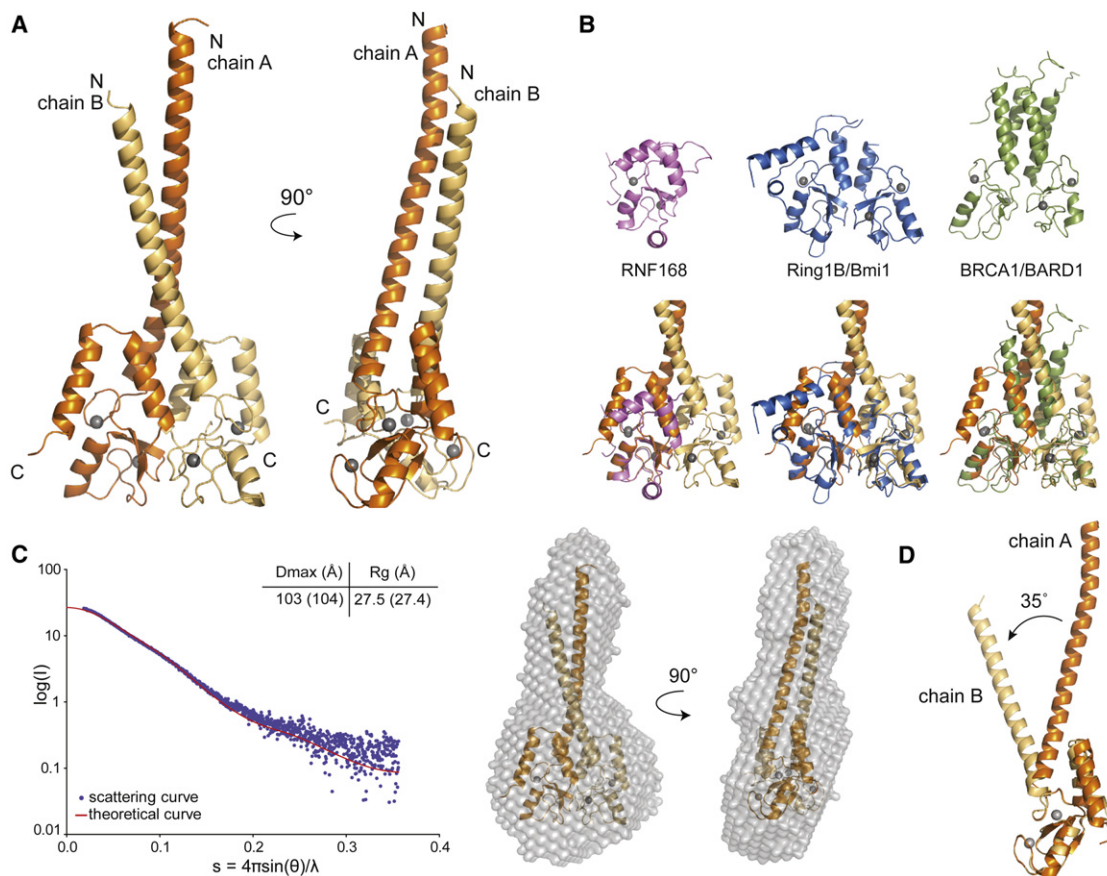 A
N
chain A
N
chain B
C
C
90°
N
chain A
N
chain B
C
C
B
RNF168
Ring1B/Bmi1
BRCA1/BARD1
C
Dmax (Å) Rg (Å)
103 (104) 27.5 (27.4)
100
10
1
0.1
0.01
log(I)
scattering curve
theoretical curve
0.0 0.1 0.2 0.3 0.4
s = 4πsin(θ)/λ
90°
D
chain A
35°
chain B